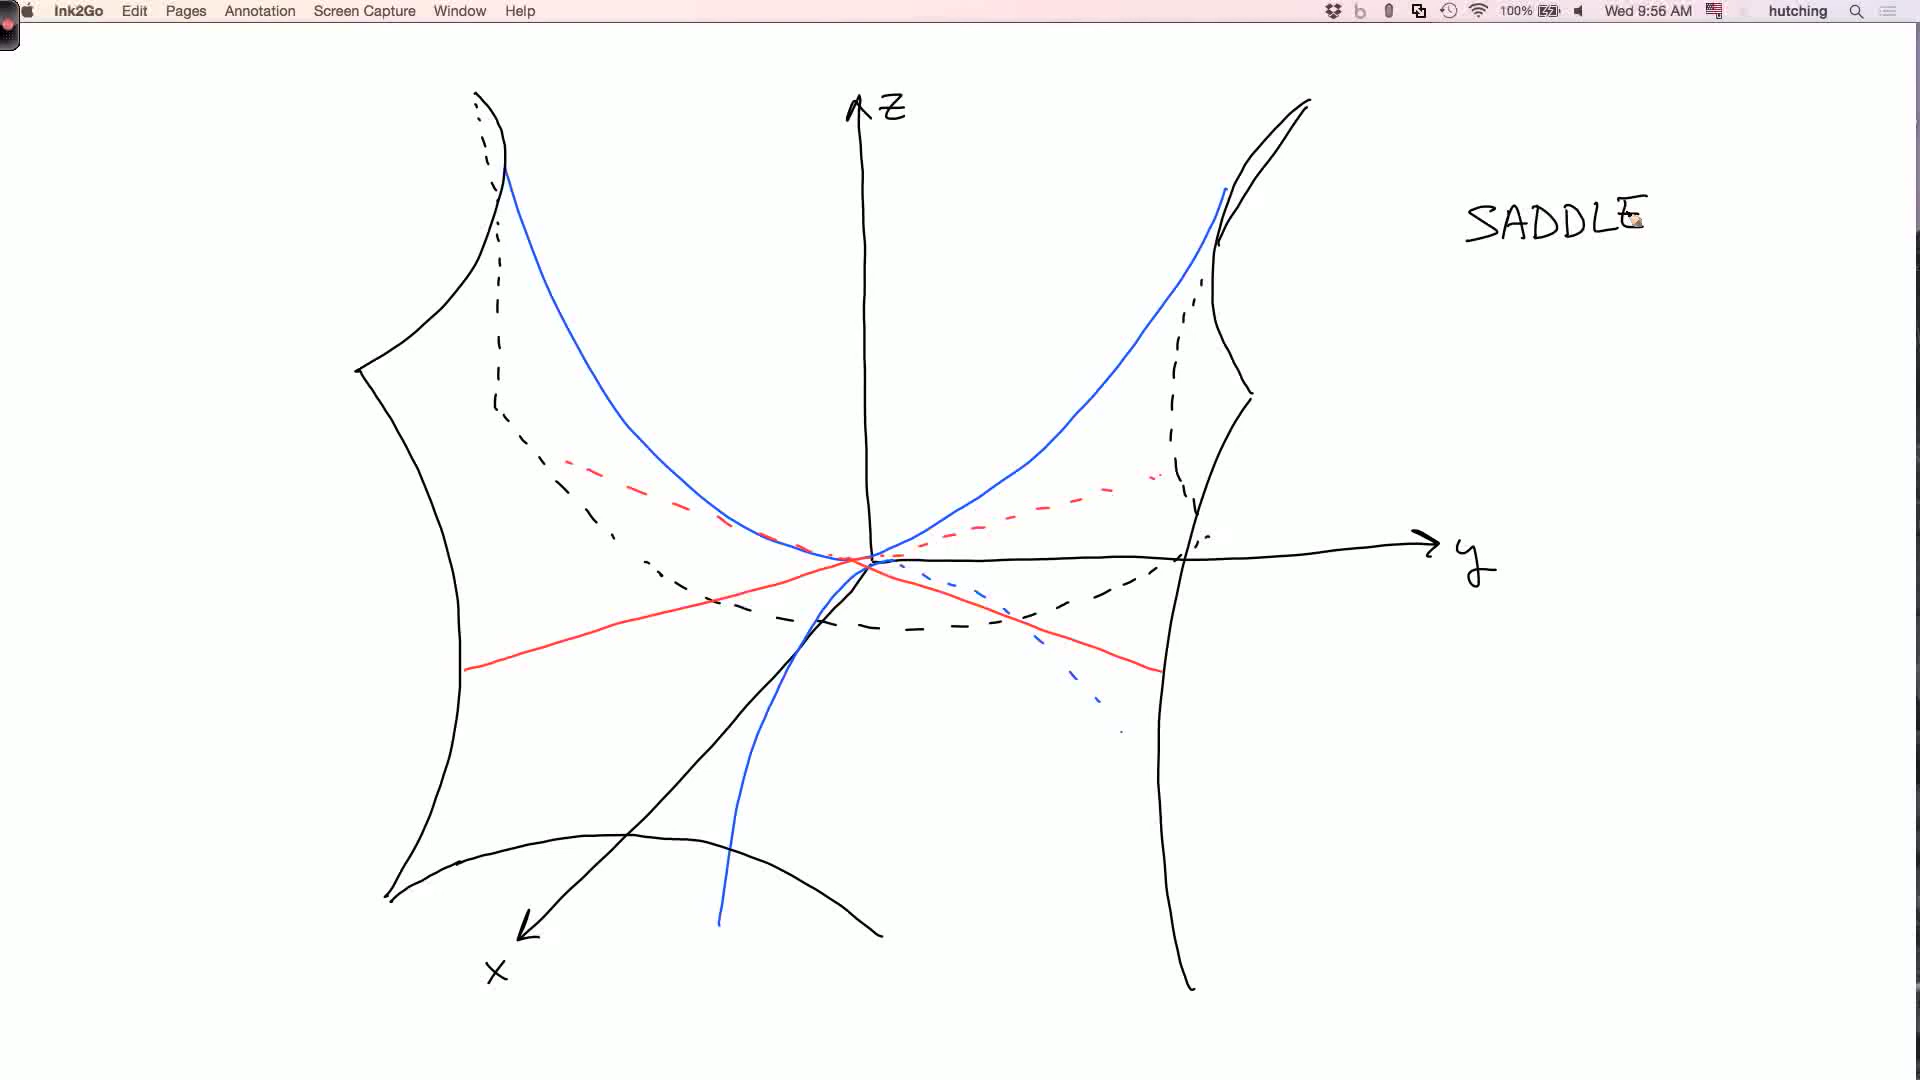 Ink2Go Edit Pages Annotation Screen Capture Window Help 100% Wed 9:56 AM hutching
z
SADDLE
y
x